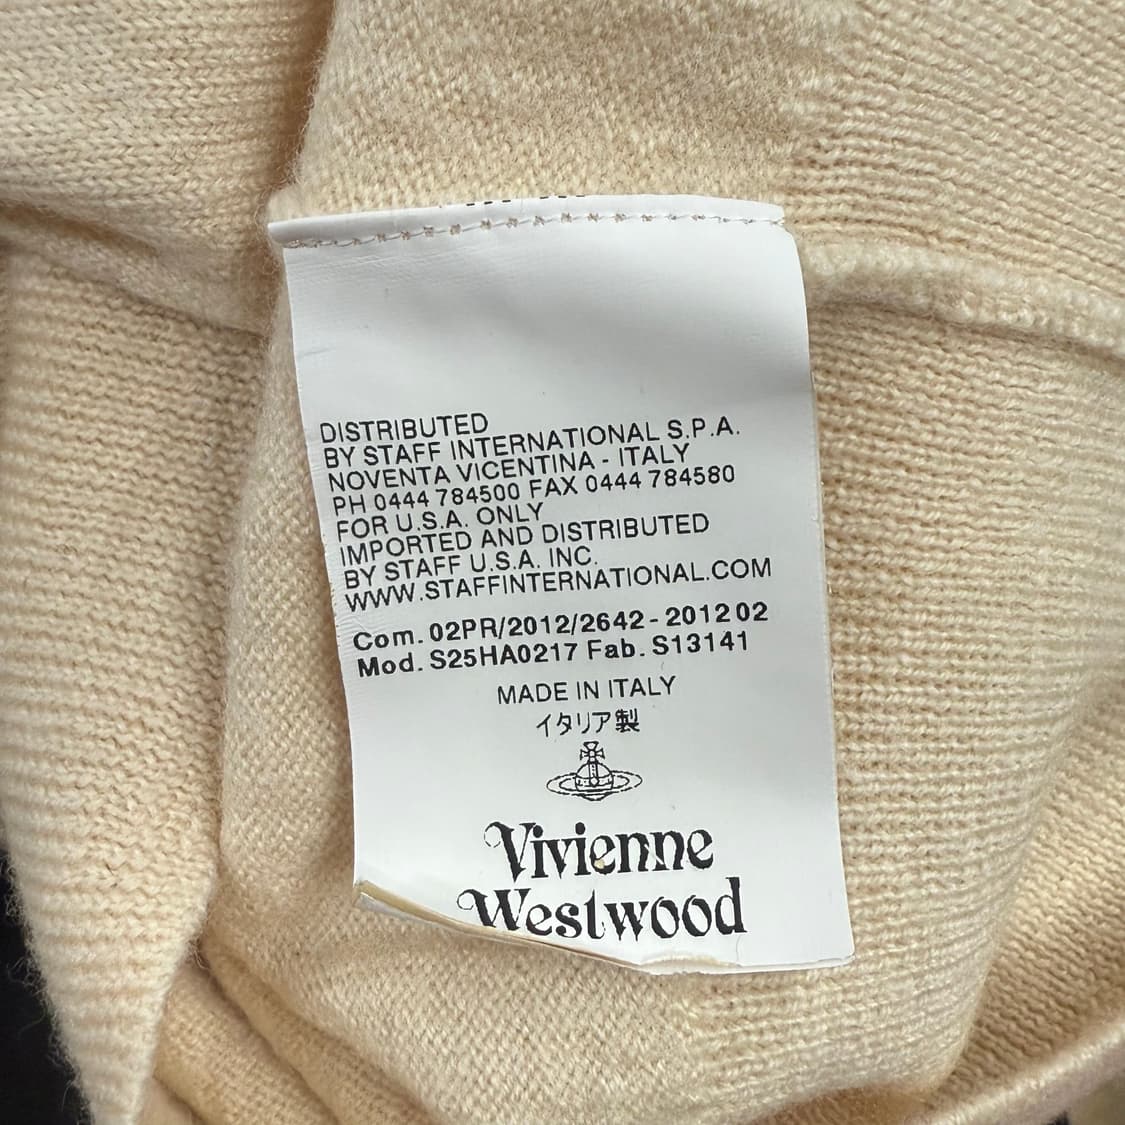 DISTRIBUTED
BY STAFF INTERNATIONAL S.P.A.
NOVENTA VICENTINA - ITALY
PH 0444 784500 FAX 0444 784580
FOR U.S.A. ONLY
IMPORTED AND DISTRIBUTED
BY STAFF U.S.A. INC.
WWW.STAFFINTERNATIONAL.COM
Com. 02PR/2012/2642 - 2012 02
Mod. S25HA0217 Fab. S13141
MADE IN ITALY
イタリア製
Vivienne
Westwood